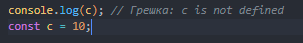 console.log(c); // Грешка: c is not defined
const c = 10;